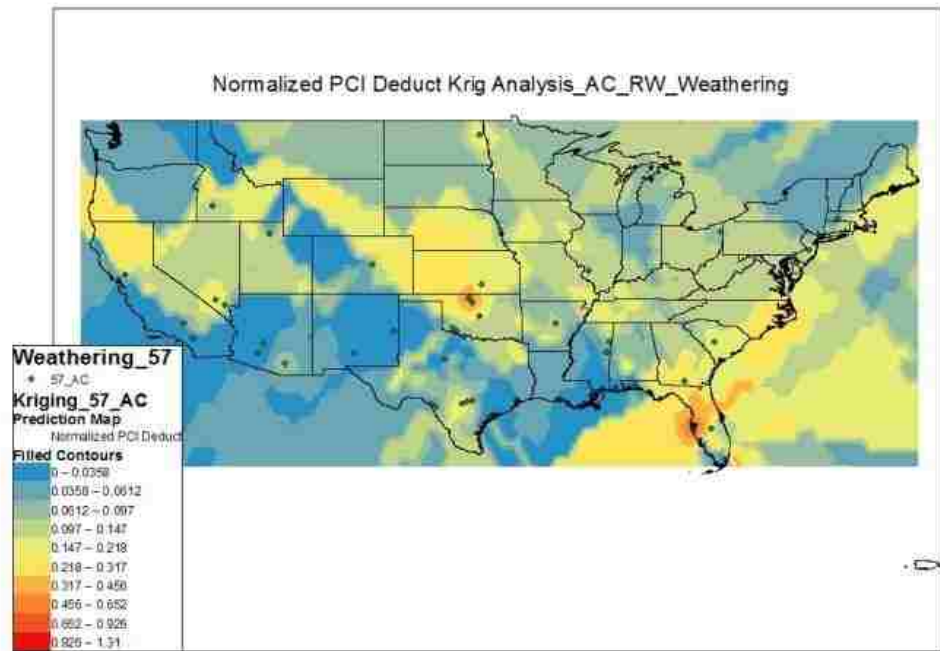 Normalized PCI Deduct Krig Analysis_AC_RW_Weathering
Weathering_57
57_AC
Kriging_57_AC
Prediction Map
Normalized PCI Deduct
Filled Contours
0 – 0.0358
0.0358 – 0.0612
0.0612 – 0.097
0.097 – 0.147
0.147 – 0.218
0.218 – 0.317
0.317 – 0.456
0.456 – 0.652
0.652 – 0.926
0.926 – 1.31